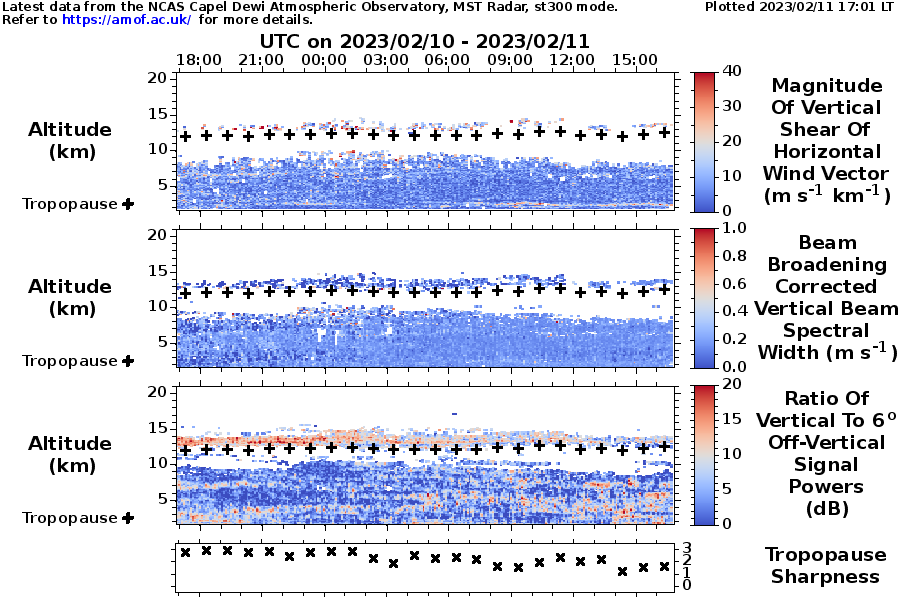 Latest data from the NCAS Capel Dewi Atmospheric Observatory, MST Radar, st300 mode.
Plotted 2023/02/11 17:01 LT
Refer to https://amof.ac.uk/ for more details.
UTC on 2023/02/10 - 2023/02/11
18:00 21:00 00:00 03:00 06:00 09:00 12:00 15:00
20
15
10
5
Altitude
(km)
Tropopause
40
30
20
10
0
Magnitude
Of Vertical
Shear Of
Horizontal
Wind Vector
(m s⁻¹ km⁻¹)
20
15
10
5
Altitude
(km)
Tropopause
1.0
0.8
0.6
0.4
0.2
0.0
Beam
Broadening
Corrected
Vertical Beam
Spectral
Width (m s⁻¹)
20
15
10
5
Altitude
(km)
Tropopause
20
15
10
5
0
Ratio Of
Vertical To 6°
Off-Vertical
Signal
Powers
(dB)
3
2
1
0
Tropopause
Sharpness